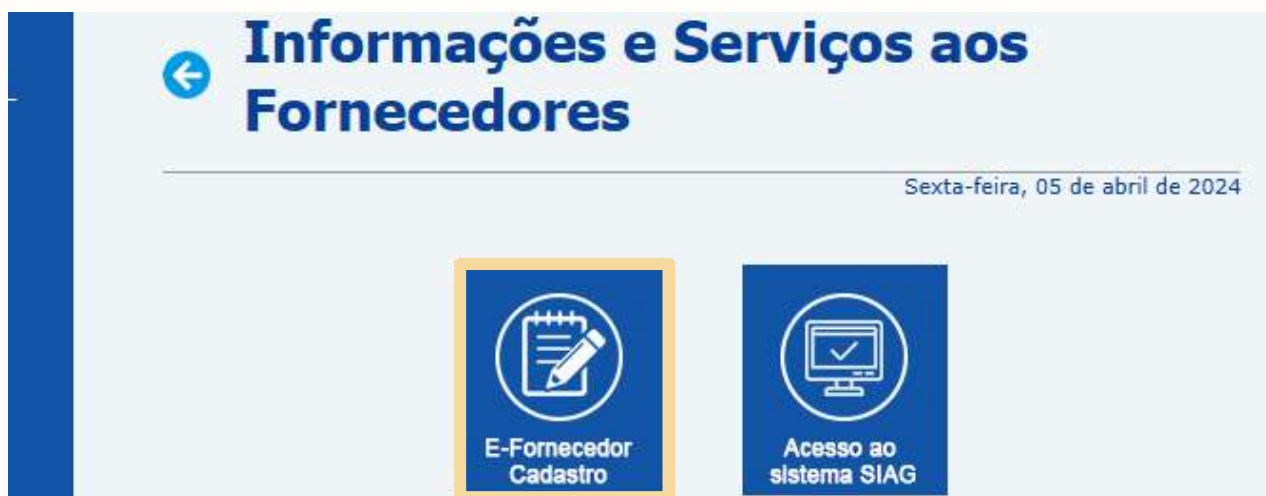 Informações e Serviços aos
Fornecedores
Sexta-feira, 05 de abril de 2024
E-Fornecedor
Cadastro
Acesso ao
sistema SIAG